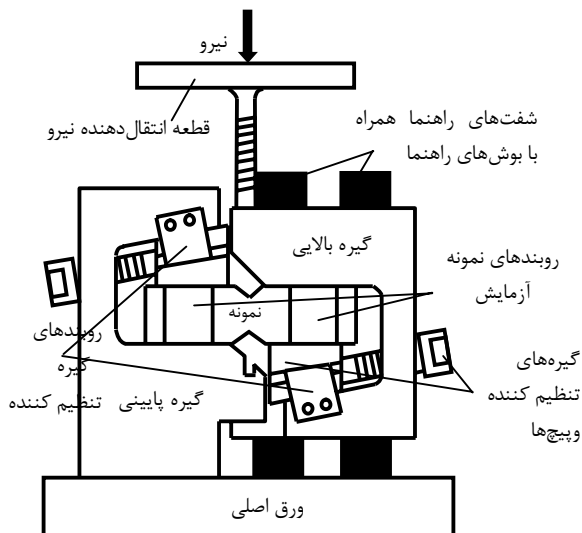 نیرو
قطعه انتقال‌دهنده نیرو
شفت‌های راهنما همراه
با بوش‌های راهنما
گیره بالایی
روبندهای نمونه
آزمایش
نمونه
روبندهای
گیره
تنظیم کننده
گیره پایینی
گیره‌های
تنظیم کننده
وپیچ‌ها
ورق اصلی